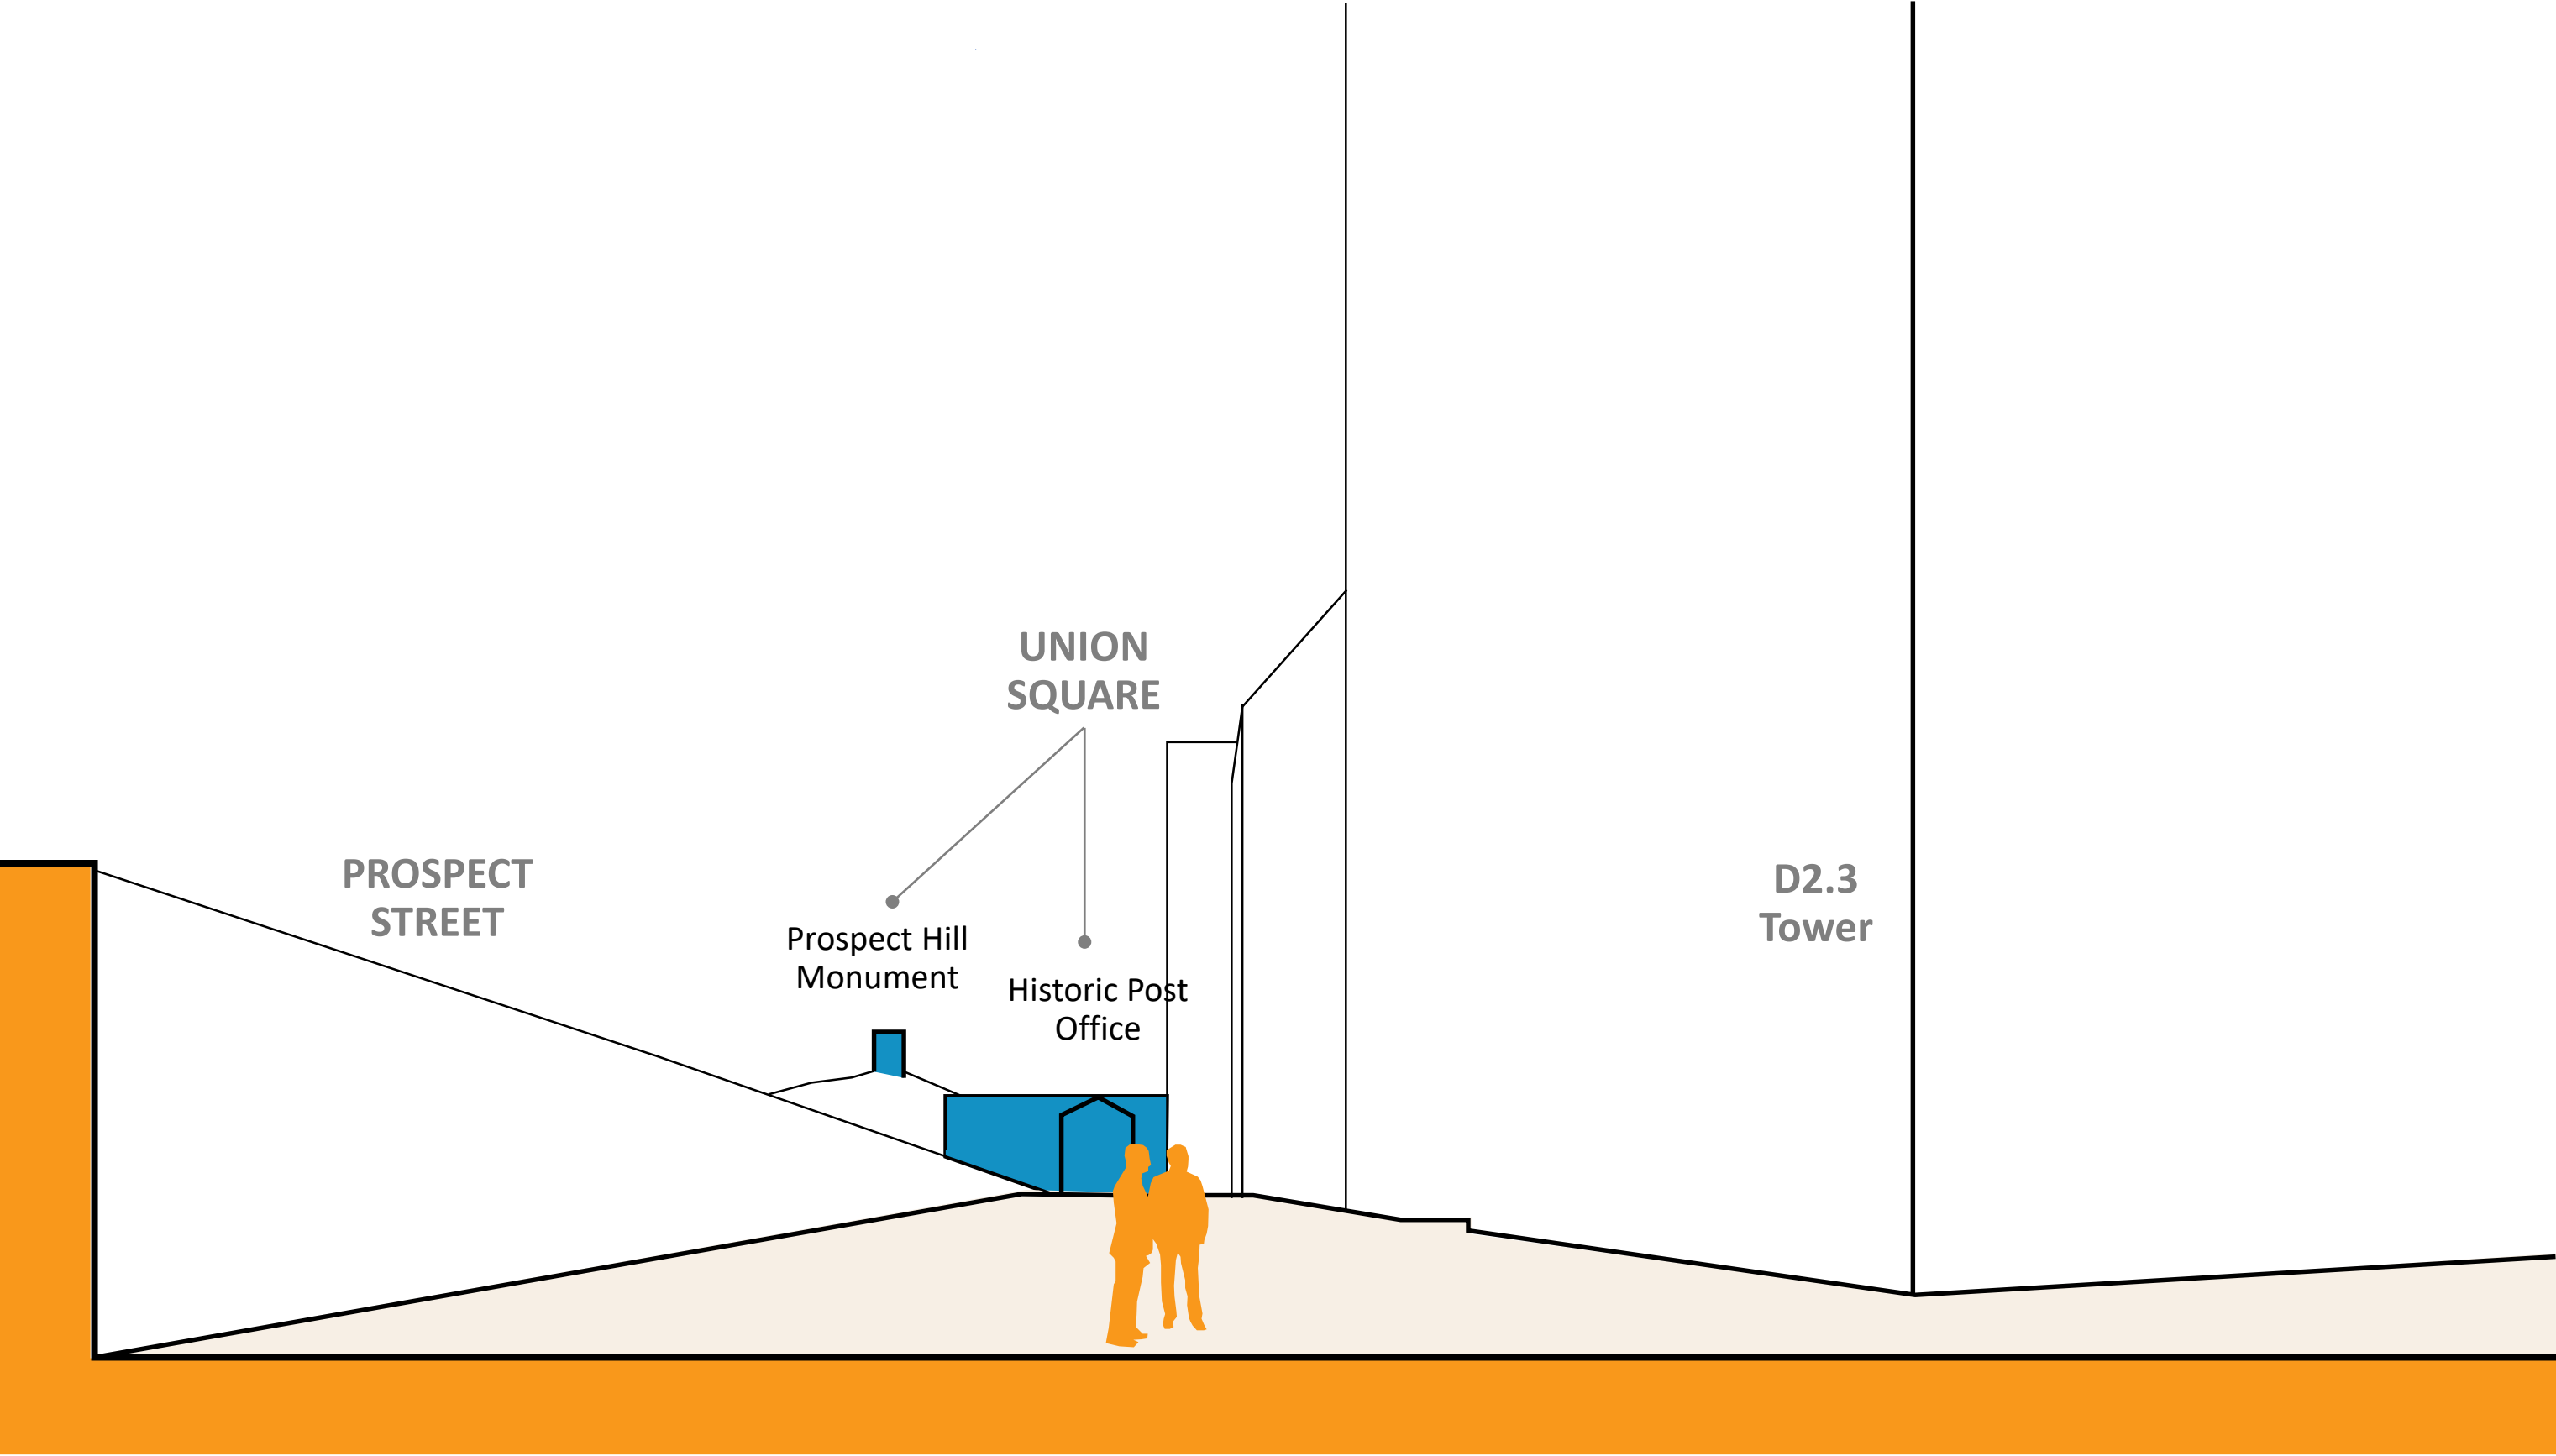 UNION
SQUARE
PROSPECT
STREET
D2.3
Tower
Prospect Hill
Monument
Historic Post
Office